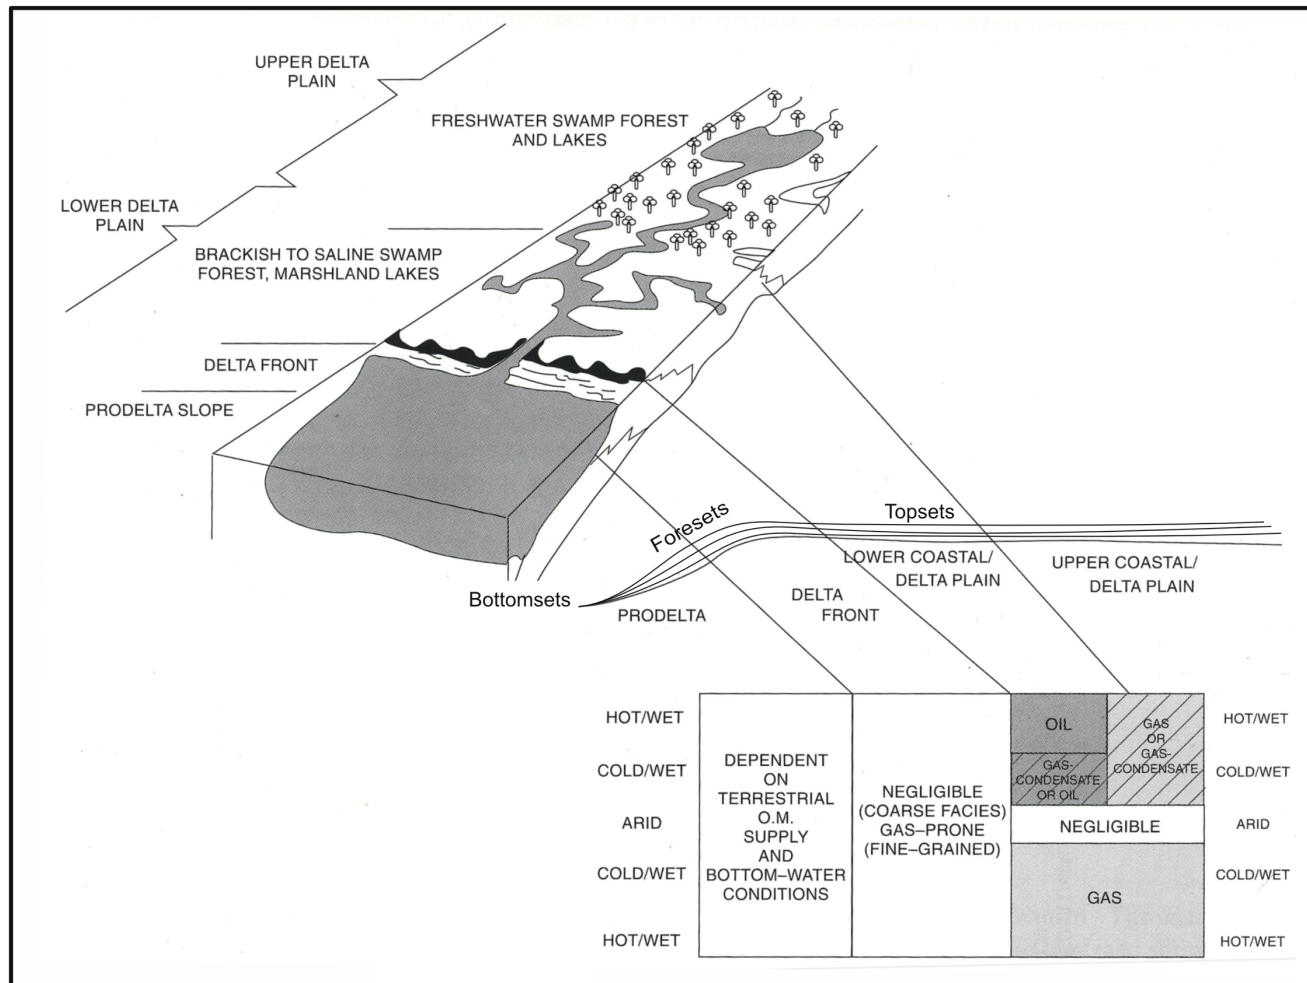 UPPER DELTA
PLAIN
FRESHWATER SWAMP FOREST
AND LAKES
LOWER DELTA
PLAIN
BRACKISH TO SALINE SWAMP
FOREST, MARSHLAND LAKES
DELTA FRONT
PRODELTA SLOPE
Foresets
Topsets
Bottomsets
LOWER COASTAL/
DELTA PLAIN
UPPER COASTAL/
DELTA PLAIN
PRODELTA
DELTA
FRONT
HOT/WET
COLD/WET
ARID
COLD/WET
HOT/WET
DEPENDENT
ON
TERRESTRIAL
O.M.
SUPPLY
AND
BOTTOM–WATER
CONDITIONS
NEGLIGIBLE
(COARSE FACIES)
GAS–PRONE
(FINE–GRAINED)
OIL
GAS-
CONDENSATE
OR OIL
GAS
OR
GAS-
CONDENSATE
NEGLIGIBLE
GAS
HOT/WET
COLD/WET
ARID
COLD/WET
HOT/WET